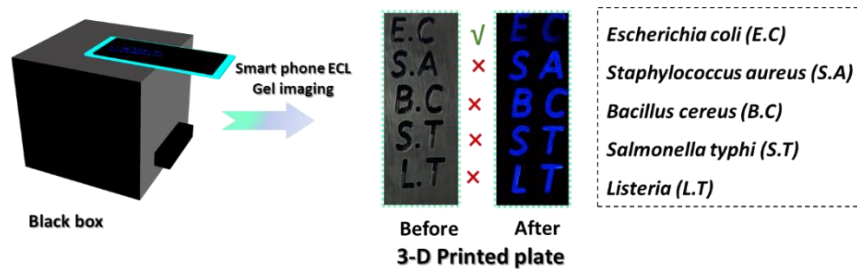 Smart phone ECL
Gel imaging
Black box
E.C
S.A
B.C
S.T
L.T
√
×
×
×
×
E C
S A
B C
S T
L T
Before
After
3-D Printed plate
Escherichia coli (E.C)
Staphylococcus aureus (S.A)
Bacillus cereus (B.C)
Salmonella typhi (S.T)
Listeria (L.T)